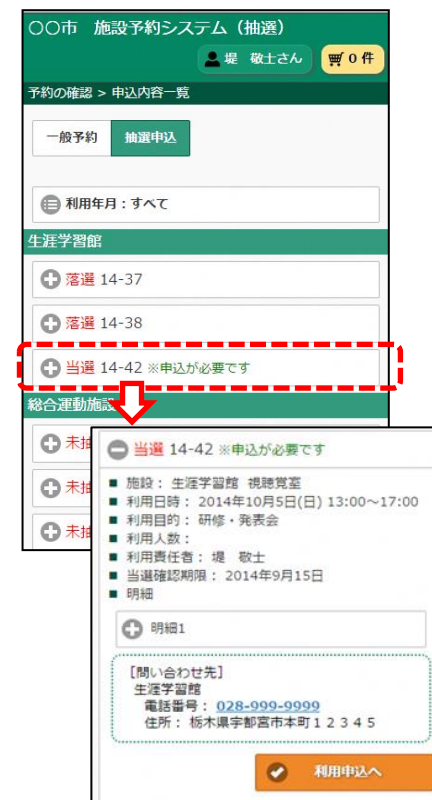 〇〇市 施設予約システム（抽選）
堤 敬士さん
0 件
予約の確認 > 申込内容一覧
一般予約
抽選申込
利用年月：すべて
生涯学習館
落選 14-37
落選 14-38
当選 14-42 ※申込が必要です
総合運動施設
未抽
未抽
未抽
当選 14-42 ※申込が必要です
■ 施設： 生涯学習館 視聴覚室
■ 利用日時： 2014年10月5日(日) 13:00～17:00
■ 利用目的： 研修・発表会
■ 利用人数：
■ 利用責任者： 堤 敬士
■ 当選確認期限： 2014年9月15日
■ 明細
明細1
[問い合わせ先]
生涯学習館
電話番号： 028-999-9999
住所： 栃木県宇都宮市本町１２３４５
利用申込へ